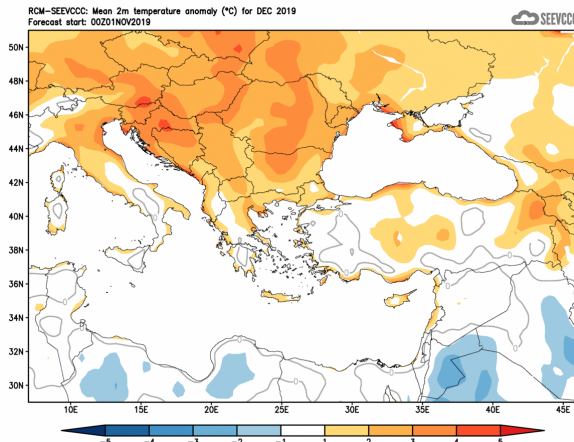 RCM-SEEVCCC: Mean 2m temperature anomaly (°C) for DEC 2019
Forecast start: 00Z01NOV2019
SEEVCCC
50N
48N
46N
44N
42N
40N
38N
36N
34N
32N
30N
10E 15E 20E 25E 30E 35E 40E 45E
-5 -4 -3 -2 -1 1 2 3 4 5